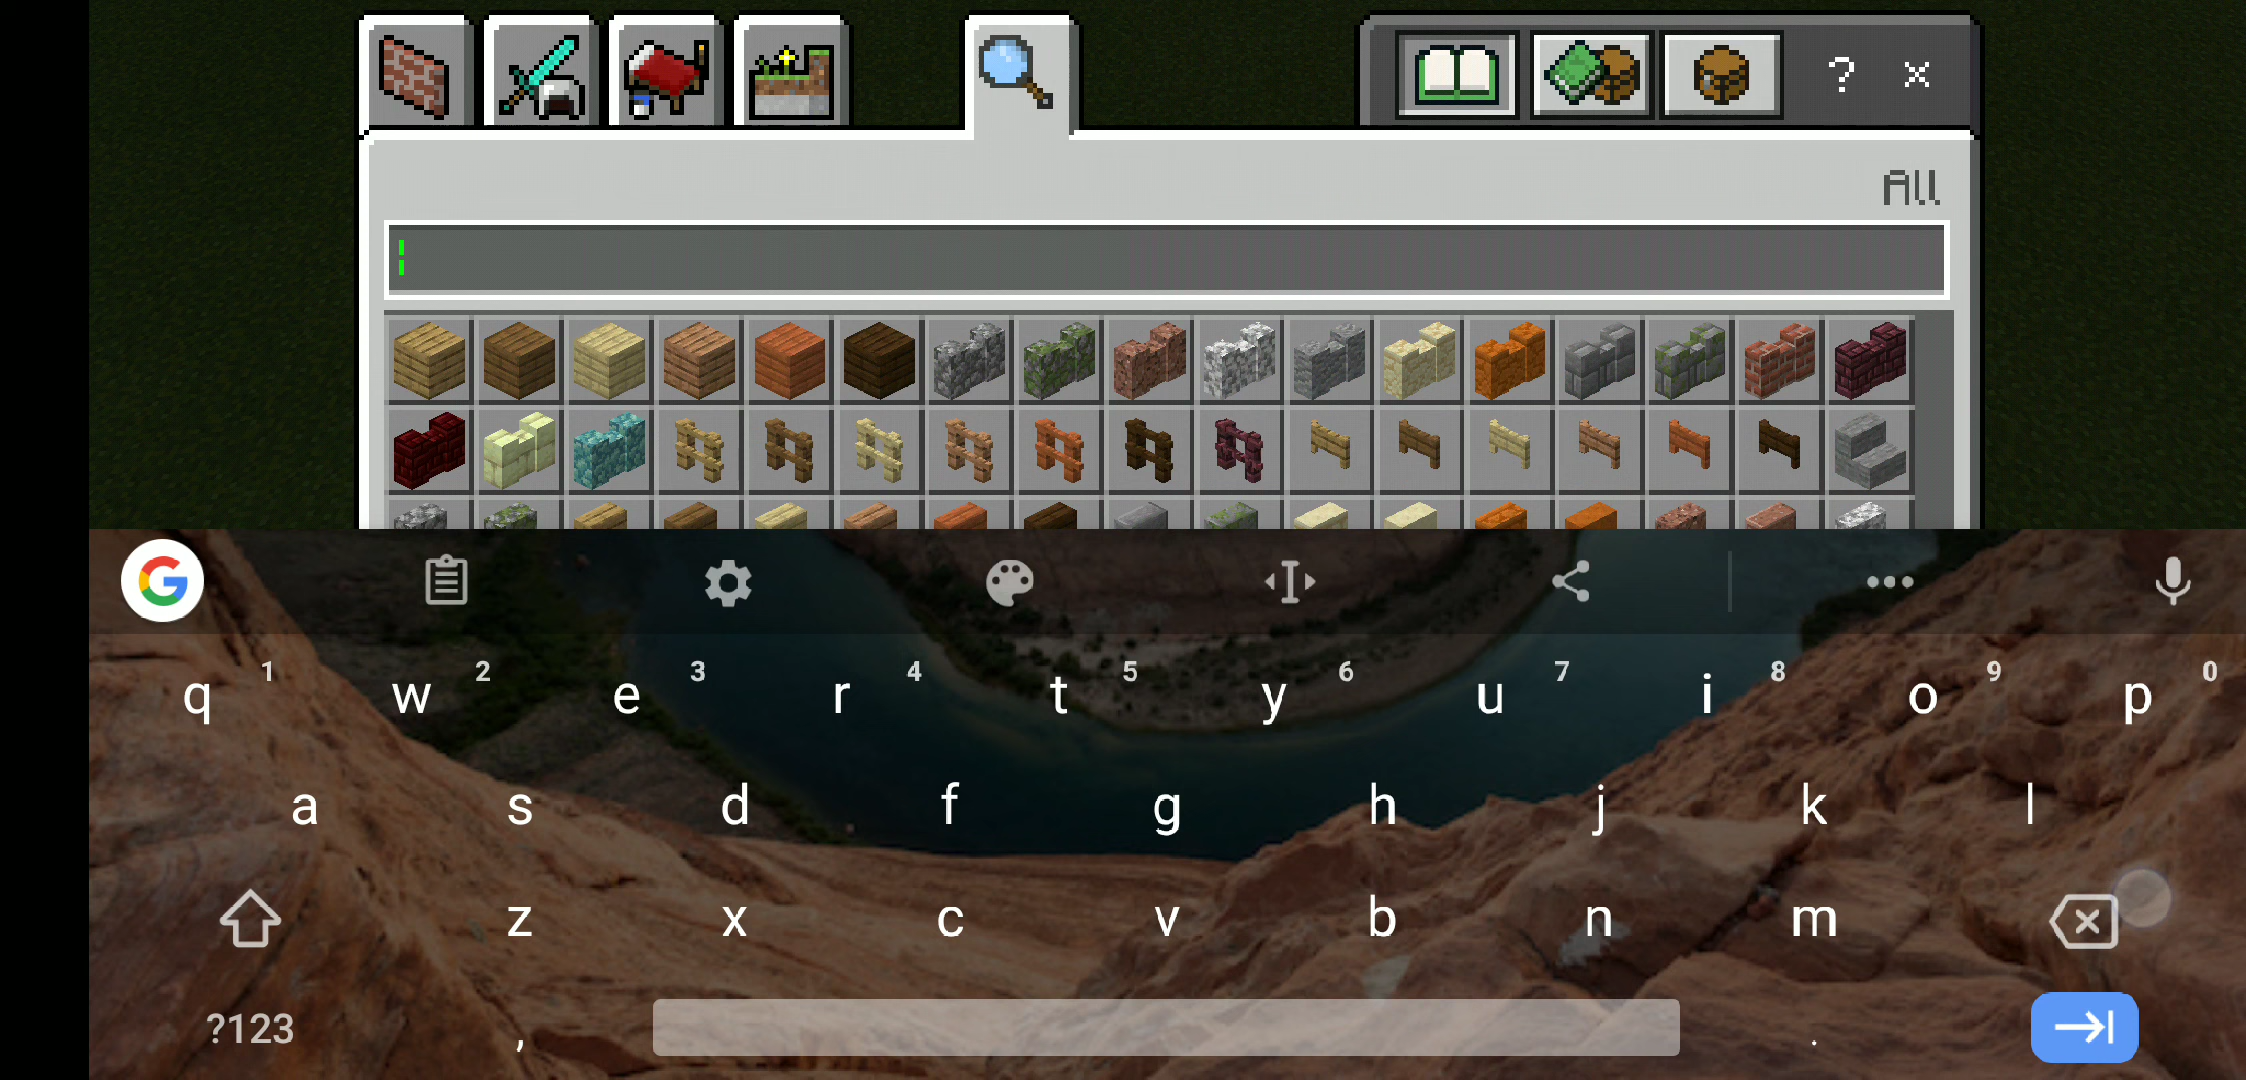 ? ×
All
G
q 1 w 2 e 3 r 4 t 5 y 6 u 7 i 8 o 9 p 0
a s d f g h j k l
z x c v b n m
?123 , .